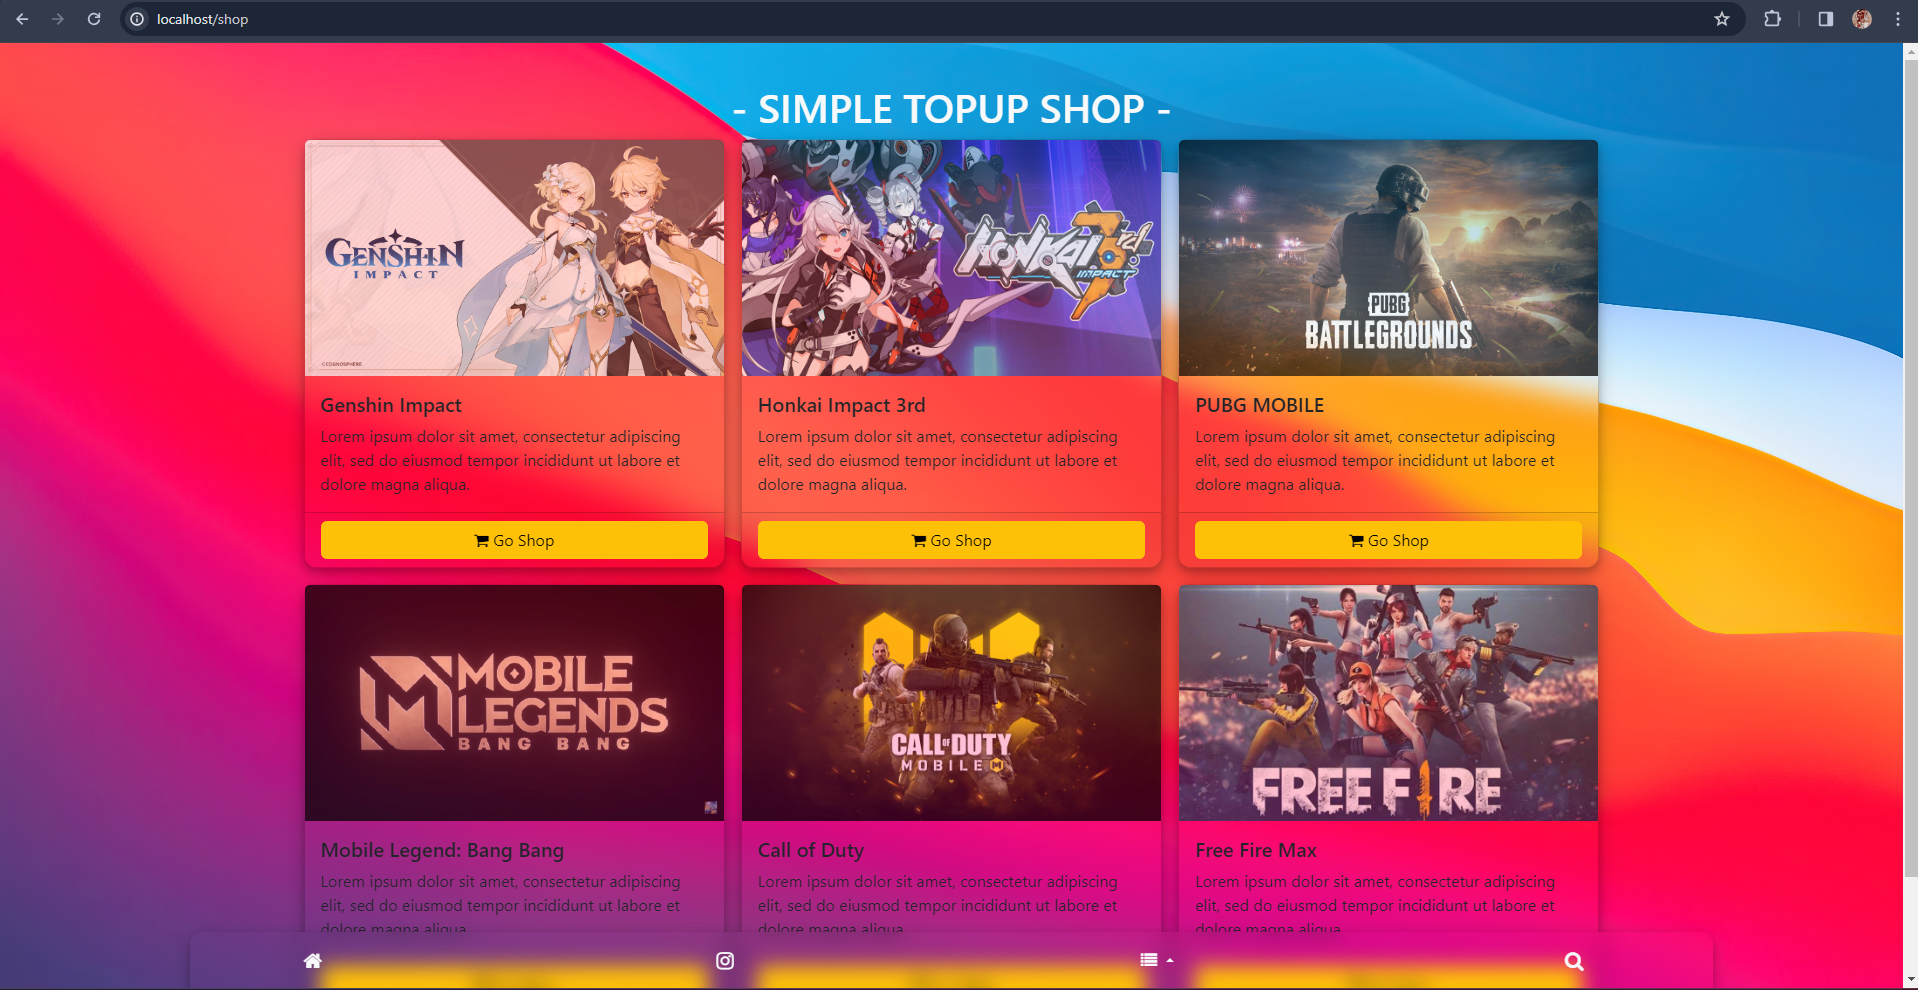 localhost/shop
- SIMPLE TOPUP SHOP -
GENSHIN
IMPACT
©COGNOSPHERE
HONKAI 3rd
IMPACT
PUBG
BATTLEGROUNDS
Genshin Impact
Lorem ipsum dolor sit amet, consectetur adipiscing
elit, sed do eiusmod tempor incididunt ut labore et
dolore magna aliqua.
Go Shop
Honkai Impact 3rd
Lorem ipsum dolor sit amet, consectetur adipiscing
elit, sed do eiusmod tempor incididunt ut labore et
dolore magna aliqua.
Go Shop
PUBG MOBILE
Lorem ipsum dolor sit amet, consectetur adipiscing
elit, sed do eiusmod tempor incididunt ut labore et
dolore magna aliqua.
Go Shop
MOBILE
LEGENDS
BANG BANG
CALL OF DUTY
MOBILE
FREE FIRE
Mobile Legend: Bang Bang
Lorem ipsum dolor sit amet, consectetur adipiscing
elit, sed do eiusmod tempor incididunt ut labore et
dolore magna aliqua.
Call of Duty
Lorem ipsum dolor sit amet, consectetur adipiscing
elit, sed do eiusmod tempor incididunt ut labore et
dolore magna aliqua.
Free Fire Max
Lorem ipsum dolor sit amet, consectetur adipiscing
elit, sed do eiusmod tempor incididunt ut labore et
dolore magna aliqua.